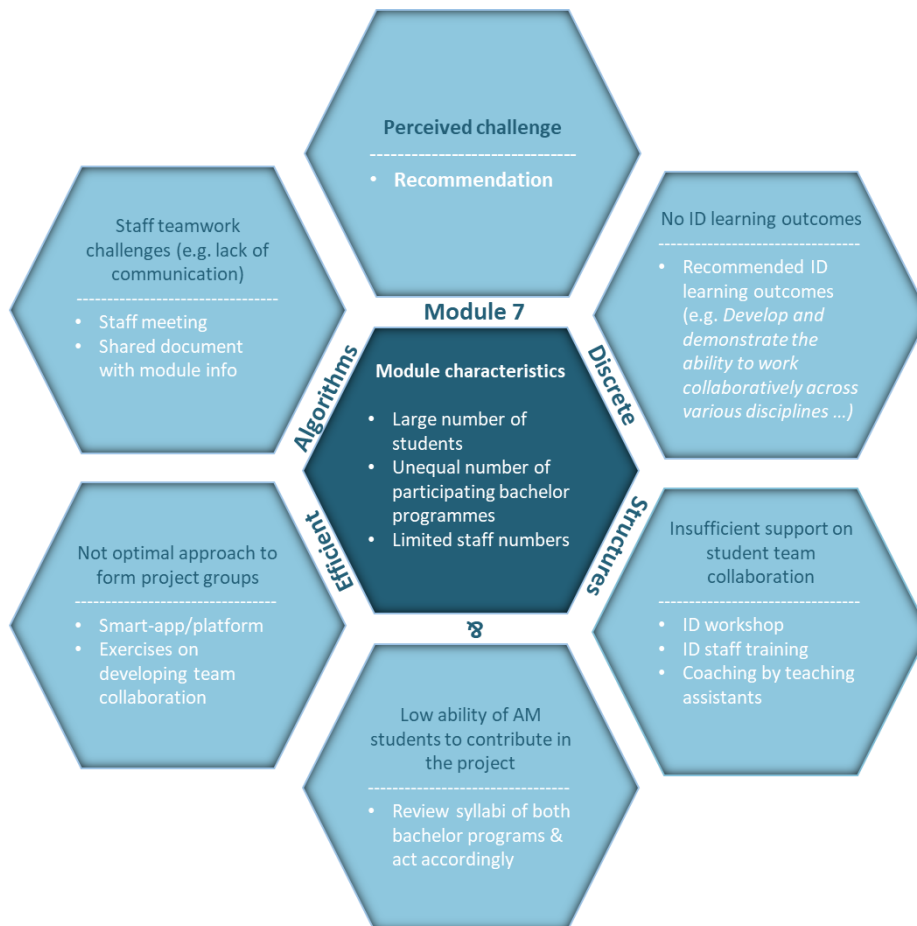 Perceived challenge
-----------------------------
• Recommendation
Staff teamwork
challenges (e.g. lack of
communication)
-----------------------------
• Staff meeting
• Shared document
with module info
No ID learning outcomes
-----------------------------
• Recommended ID
learning outcomes
(e.g. Develop and
demonstrate the
ability to work
collaboratively across
various disciplines ...)
Module 7
Discrete
Structures
&
Efficient
Algorithms
Module characteristics
• Large number of
students
• Unequal number of
participating bachelor
programmes
• Limited staff numbers
Not optimal approach to
form project groups
-----------------------------
• Smart-app/platform
• Exercises on
developing team
collaboration
Insufficient support on
student team
collaboration
-----------------------------
• ID workshop
• ID staff training
• Coaching by teaching
assistants
Low ability of AM
students to contribute in
the project
-----------------------------
• Review syllabi of both
bachelor programs &
act accordingly